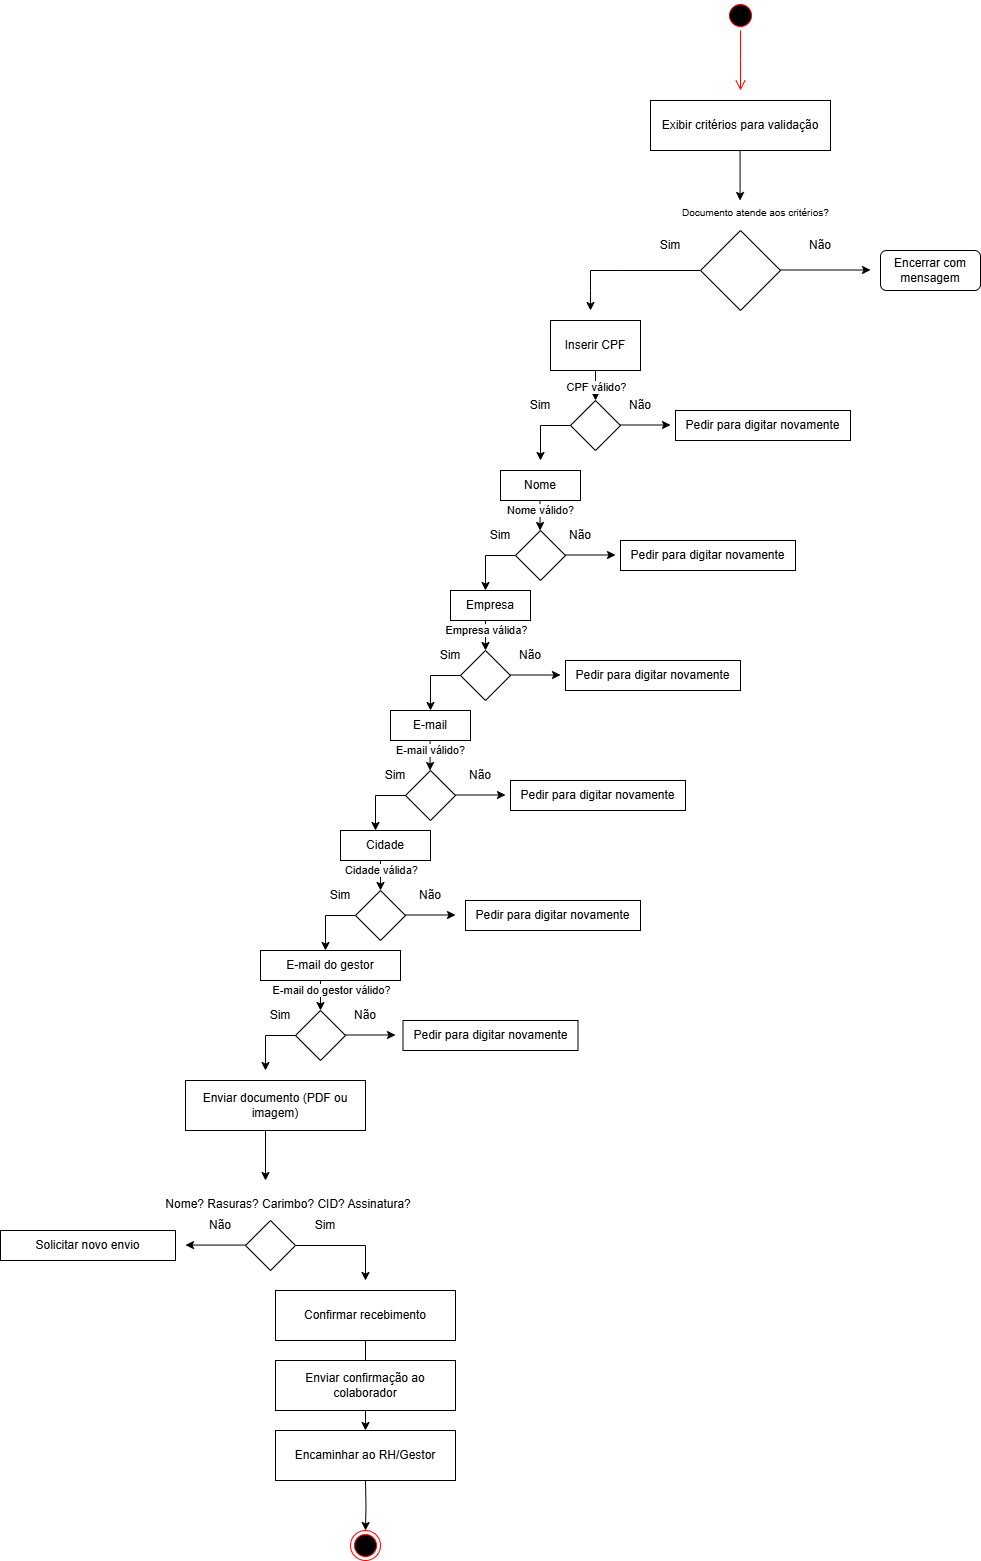 Exibir critérios para validação
Documento atende aos critérios?
Sim
Não
Encerrar com
mensagem
Inserir CPF
CPF válido?
Sim
Não
Pedir para digitar novamente
Nome
Nome válido?
Sim
Não
Pedir para digitar novamente
Empresa
Empresa válida?
Sim
Não
Pedir para digitar novamente
E-mail
E-mail válido?
Sim
Não
Pedir para digitar novamente
Cidade
Cidade válida?
Sim
Não
Pedir para digitar novamente
E-mail do gestor
E-mail do gestor válido?
Sim
Não
Pedir para digitar novamente
Enviar documento (PDF ou
imagem)
Nome? Rasuras? Carimbo? CID? Assinatura?
Não
Sim
Solicitar novo envio
Confirmar recebimento
Enviar confirmação ao
colaborador
Encaminhar ao RH/Gestor